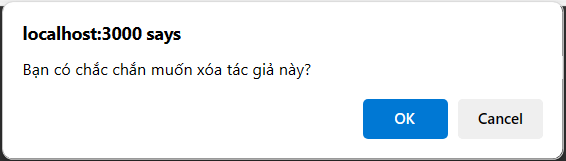 localhost:3000 says
Bạn có chắc chắn muốn xóa tác giả này?
OK
Cancel